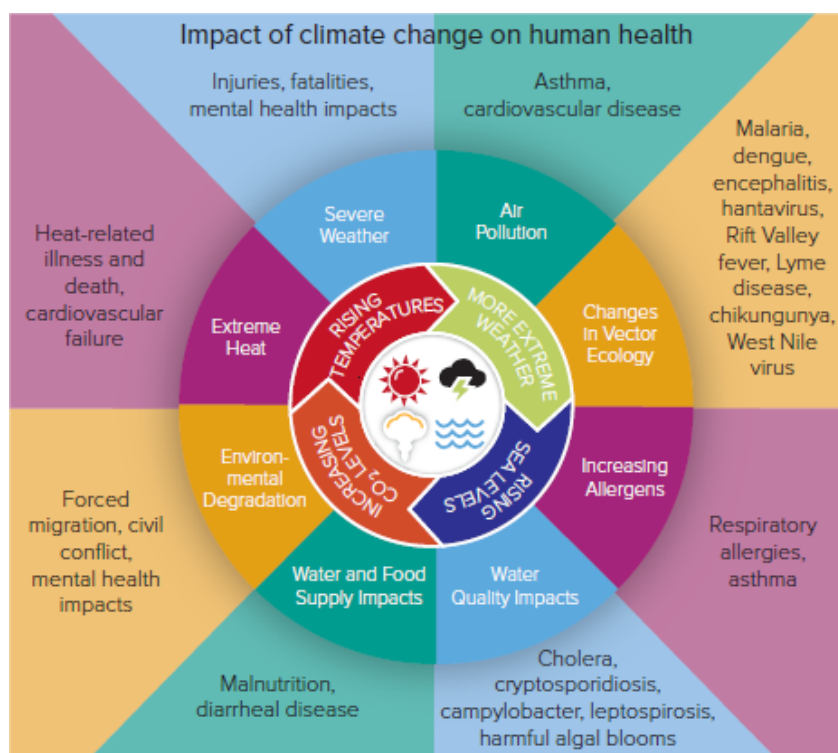 Impact of climate change on human health
Injuries, fatalities,
mental health impacts
Asthma,
cardiovascular disease
Malaria,
dengue,
encephalitis,
hantavirus,
Rift Valley
fever, Lyme
disease,
chikungunya,
West Nile
virus
Respiratory
allergies,
asthma
Cholera,
cryptosporidiosis,
campylobacter, leptospirosis,
harmful algal blooms
Malnutrition,
diarrheal disease
Forced
migration, civil
conflict,
mental health
impacts
Heat-related
illness and
death,
cardiovascular
failure
Severe
Weather
Air
Pollution
Changes
in Vector
Ecology
Increasing
Allergens
Water
Quality Impacts
Water and Food
Supply Impacts
Environ-
mental
Degradation
Extreme
Heat
RISING
TEMPERATURES
MORE EXTREME
WEATHER
RISING
SEA LEVELS
INCREASING
CO₂ LEVELS